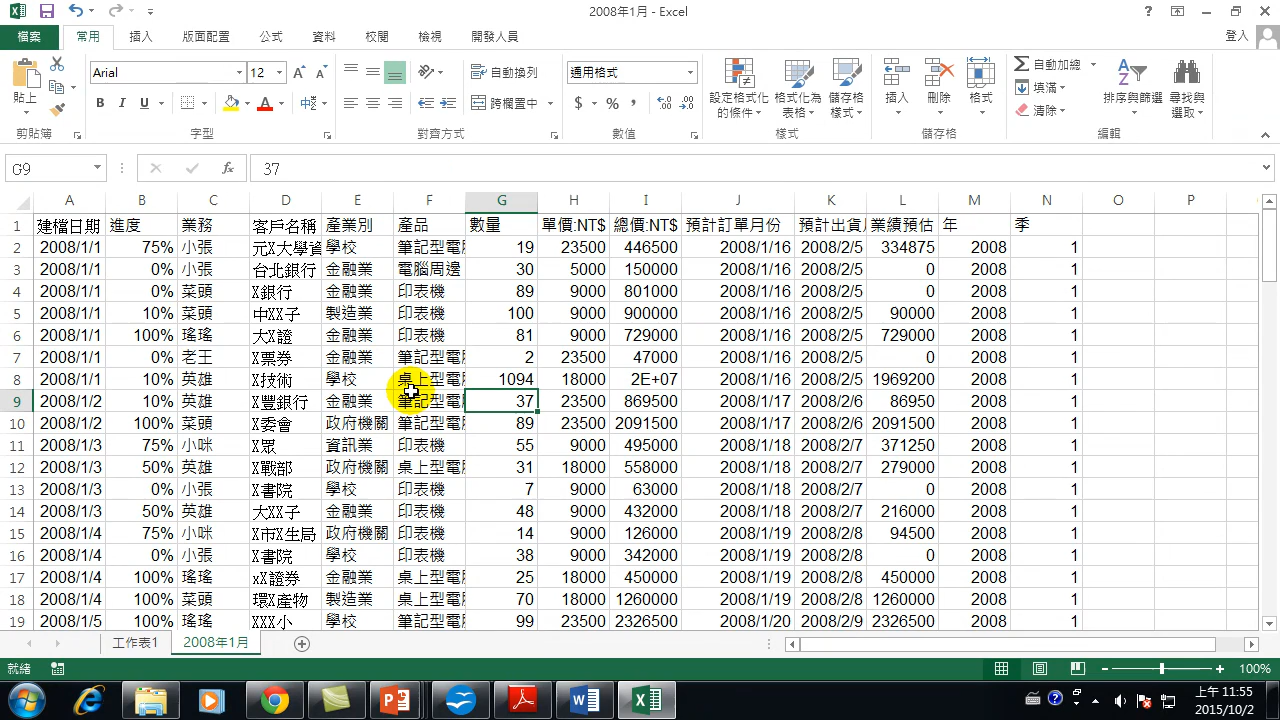 2008年1月 - Excel
檔案 常用 插入 版面配置 公式 資料 校閱 檢視 開發人員 登入
貼上 Arial 12 自動換列 通用格式 設定格式化的條件 格式化為表格 儲存格樣式 插入 刪除 格式 自動加總 填滿 清除 排序與篩選 尋找與選取
B I U 中 跨欄置中 $ %
剪貼簿 字型 對齊方式 數值 樣式 儲存格 編輯
G9 fx 37
A B C D E F G H I J K L M N O P
1 建檔日期 進度 業務 客戶名稱 產業別 產品 數量 單價:NT$ 總價:NT$ 預計訂單月份 預計出貨 業績預估 年 季
2 2008/1/1 75% 小張 元X大學 學校 筆記型電 19 23500 446500 2008/1/16 2008/2/5 334875 2008 1
3 2008/1/1 0% 小張 台北銀行 金融業 電腦周邊 30 5000 150000 2008/1/16 2008/2/5 0 2008 1
4 2008/1/1 0% 菜頭 X銀行 金融業 印表機 89 9000 801000 2008/1/16 2008/2/5 0 2008 1
5 2008/1/1 10% 菜頭 中XX子 製造業 印表機 100 9000 900000 2008/1/16 2008/2/5 90000 2008 1
6 2008/1/1 100% 瑤瑤 大X證 金融業 印表機 81 9000 729000 2008/1/16 2008/2/5 729000 2008 1
7 2008/1/1 0% 老王 X票券 金融業 筆記型電 2 23500 47000 2008/1/16 2008/2/5 0 2008 1
8 2008/1/1 10% 英雄 X技術 學校 桌上型電 1094 18000 2E+07 2008/1/16 2008/2/5 1969200 2008 1
9 2008/1/2 10% 英雄 X豐銀行 金融業 筆記型電 37 23500 869500 2008/1/17 2008/2/6 86950 2008 1
10 2008/1/2 100% 菜頭 X委會 政府機關 筆記型電 89 23500 2091500 2008/1/17 2008/2/6 2091500 2008 1
11 2008/1/3 75% 小咪 X眾 資訊業 印表機 55 9000 495000 2008/1/18 2008/2/7 371250 2008 1
12 2008/1/3 50% 英雄 X戰部 政府機關 桌上型電 31 18000 558000 2008/1/18 2008/2/7 279000 2008 1
13 2008/1/3 0% 小張 X書院 學校 印表機 7 9000 63000 2008/1/18 2008/2/7 0 2008 1
14 2008/1/3 50% 英雄 大XX子 金融業 印表機 48 9000 432000 2008/1/18 2008/2/7 216000 2008 1
15 2008/1/4 75% 小咪 X市X生局 政府機關 印表機 14 9000 126000 2008/1/19 2008/2/8 94500 2008 1
16 2008/1/4 0% 小張 X書院 學校 印表機 38 9000 342000 2008/1/19 2008/2/8 0 2008 1
17 2008/1/4 100% 瑤瑤 xX證券 金融業 桌上型電 25 18000 450000 2008/1/19 2008/2/8 450000 2008 1
18 2008/1/4 100% 菜頭 環X產物 製造業 桌上型電 70 18000 1260000 2008/1/19 2008/2/8 1260000 2008 1
19 2008/1/5 100% 瑤瑤 XXX小 學校 筆記型電 99 23500 2326500 2008/1/20 2008/2/9 2326500 2008 1
工作表1 2008年1月
就緒 100%
上午 11:55
2015/10/2